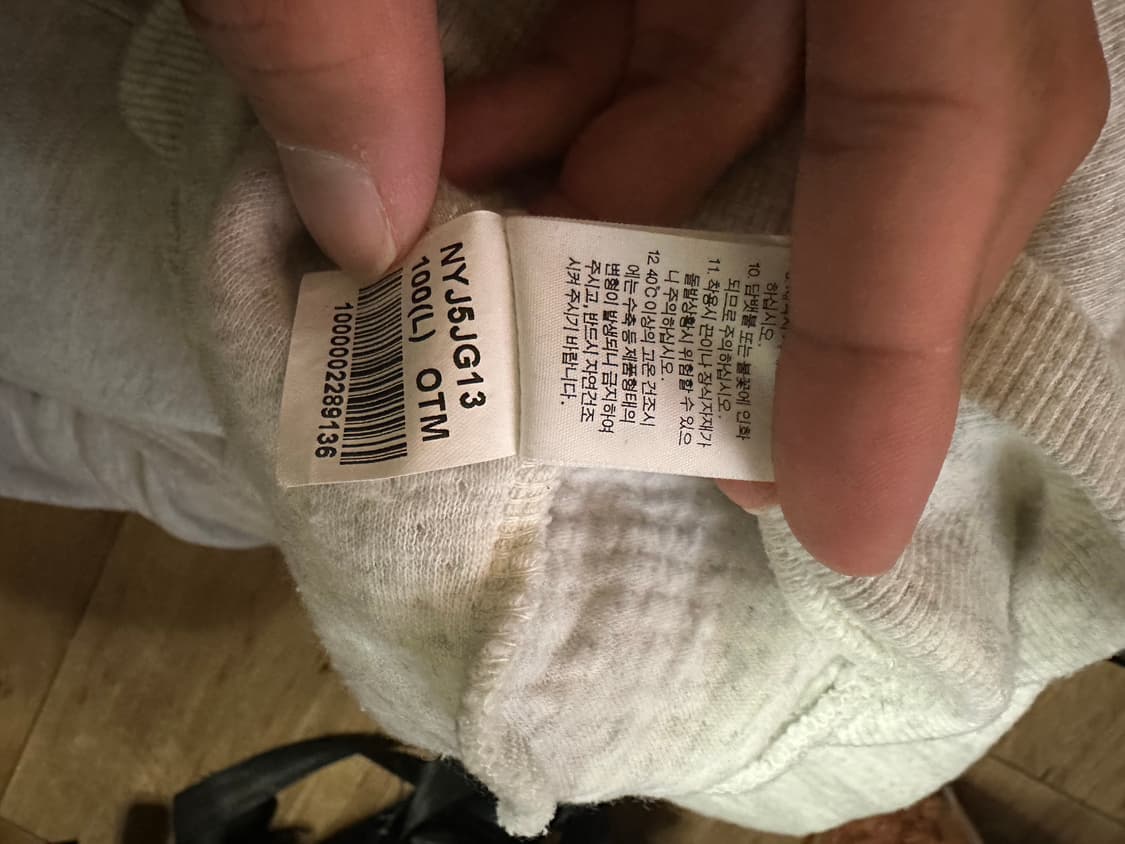 NYJ5JG13
100(L) OTM
1000002289136
하십시오.
10. 담뱃불 또는 불꽃에 인화
되므로 주의하십시오.
11. 착용시 끈이나 장식자재가
돌발상황시 위험할 수 있으
니 주의하십시오.
12. 40℃이상의 고온 건조시
에는 수축 등 제품형태의
변형이 발생되니 금지하여
주시고, 반드시 자연건조
시켜 주시기 바랍니다.